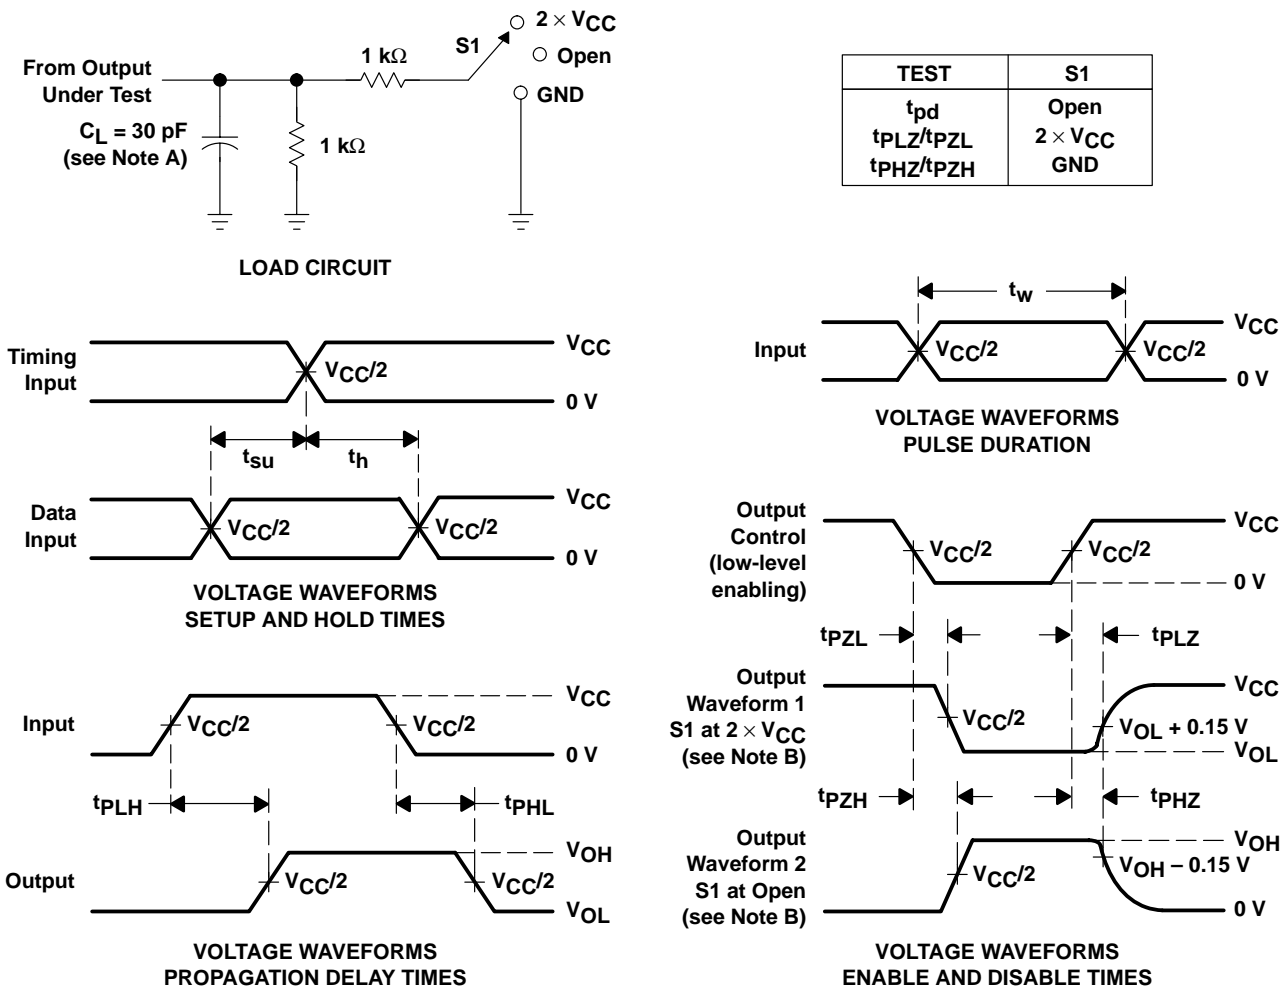 2 × VCC
S1
Open
1 kΩ
GND
From Output
Under Test
CL = 30 pF
(see Note A)
1 kΩ
LOAD CIRCUIT
TEST S1
tpd Open
tPLZ/tPZL 2 × VCC
tPHZ/tPZH GND
Timing
Input
VCC/2
VCC
0 V
tsu
th
Data
Input
VCC/2
VCC/2
VCC
0 V
VOLTAGE WAVEFORMS
SETUP AND HOLD TIMES
tw
Input
VCC/2
VCC/2
VCC
0 V
VOLTAGE WAVEFORMS
PULSE DURATION
Input
VCC/2
VCC/2
VCC
0 V
tPLH
tPHL
Output
VCC/2
VCC/2
VOH
VOL
VOLTAGE WAVEFORMS
PROPAGATION DELAY TIMES
Output
Control
(low-level
enabling)
VCC/2
VCC/2
VCC
0 V
tPZL
tPLZ
Output
Waveform 1
S1 at 2 × VCC
(see Note B)
VCC/2
VCC
VOL + 0.15 V
VOL
tPZH
tPHZ
Output
Waveform 2
S1 at Open
(see Note B)
VCC/2
VOH
VOH – 0.15 V
0 V
VOLTAGE WAVEFORMS
ENABLE AND DISABLE TIMES